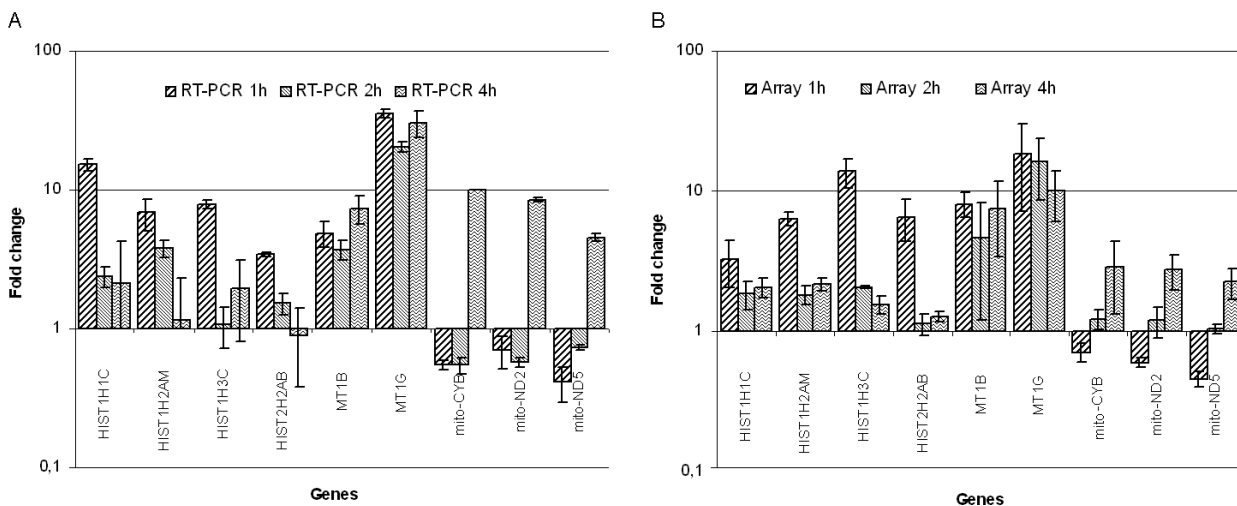 A
100
RT-PCR 1h RT-PCR 2h RT-PCR 4h
10
Fold change
1
0,1
HIST1H1C
HIST1H2AM
HIST1H3C
HIST2H2AB
MT1B
MT1G
mito-CYB
mito-ND2
mito-ND5
Genes
B
100
Array 1h Array 2h Array 4h
10
Fold change
1
0,1
HIST1H1C
HIST1H2AM
HIST1H3C
HIST2H2AB
MT1B
MT1G
mito-CYB
mito-ND2
mito-ND5
Genes